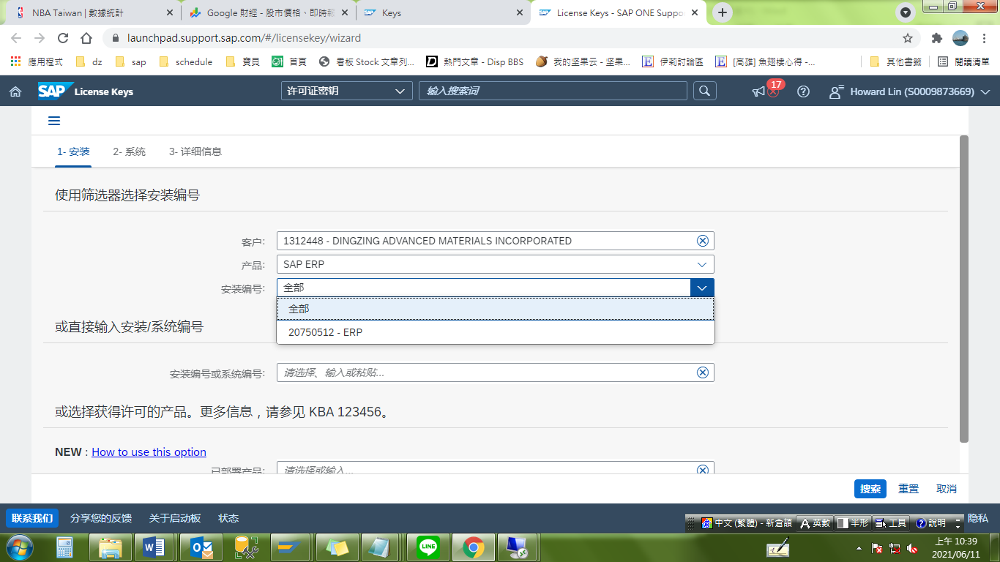 NBA Taiwan | 數據統計
Google 財經 - 股市價格、即時報
Keys
License Keys - SAP ONE Suppo
launchpad.support.sap.com/#/licensekey/wizard
應用程式 dz sap schedule 寶貝 首頁 看板 Stock 文章列... 熱門文章 - Disp BBS 我的坚果云 - 坚果... [高雄] 魚翅樓心得 -... 伊莉討論區 其他書籤 閱讀清單
SAP License Keys 许可证密钥 输入搜索词 17 Howard Lin (S0009873669)
1- 安装 2- 系统 3- 详细信息
使用筛选器选择安装编号
客户: 1312448 - DINGZING ADVANCED MATERIALS INCORPORATED
产品: SAP ERP
安装编号: 全部
全部
20750512 - ERP
或直接输入安装/系统编号
安装编号或系统编号: 请选择、输入或粘贴...
或选择获得许可的产品。更多信息，请参见 KBA 123456。
NEW : How to use this option
已部署产品: 请选择或输入...
搜索 重置 取消
联系我们 分享您的反馈 关于启动板 状态 隐私
中文 (繁體) - 新倉頡 A 英數 半形 工具 說明
LINE
上午 10:39
2021/06/11